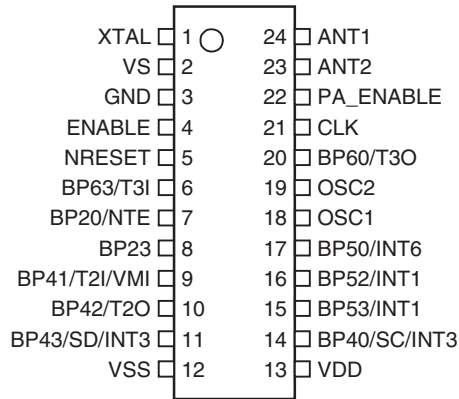 XTAL 1 24 ANT1
VS 2 23 ANT2
GND 3 22 PA_ENABLE
ENABLE 4 21 CLK
NRESET 5 20 BP60/T3O
BP63/T3I 6 19 OSC2
BP20/NTE 7 18 OSC1
BP23 8 17 BP50/INT6
BP41/T2I/VMI 9 16 BP52/INT1
BP42/T2O 10 15 BP53/INT1
BP43/SD/INT3 11 14 BP40/SC/INT3
VSS 12 13 VDD